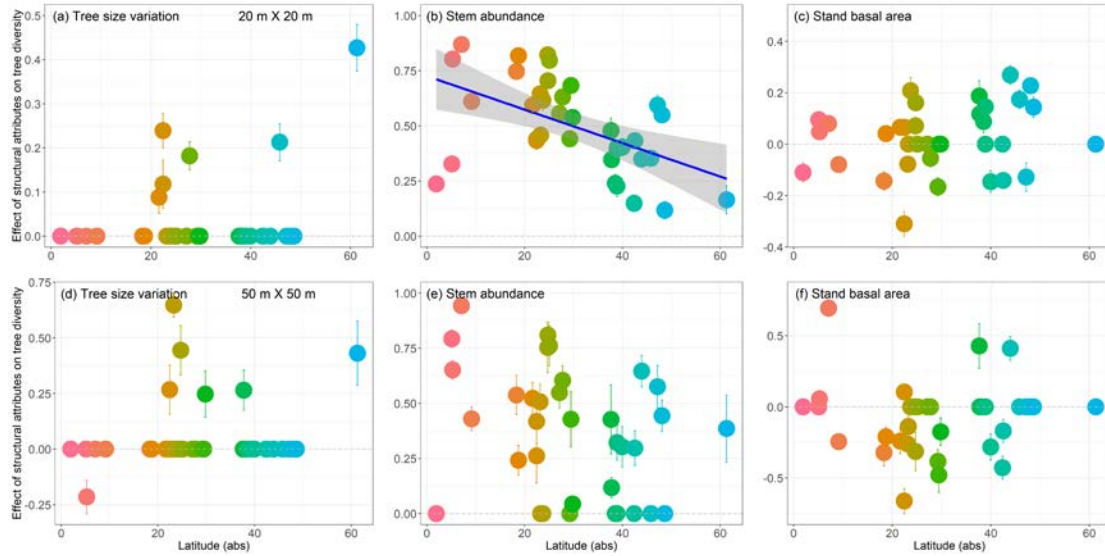 (a) Tree size variation 20 m X 20 m
(b) Stem abundance
(c) Stand basal area
Effect of structural attributes on tree diversity
0.5
0.4
0.3
0.2
0.1
0.0
0 20 40 60
1.00
0.75
0.50
0.25
0.00
0 20 40 60
0.4
0.2
0.0
-0.2
-0.4
0 20 40 60
(d) Tree size variation 50 m X 50 m
(e) Stem abundance
(f) Stand basal area
Effect of structural attributes on tree diversity
0.75
0.50
0.25
0.00
-0.25
0 20 40 60
Latitude (abs)
1.00
0.75
0.50
0.25
0.00
0 20 40 60
Latitude (abs)
0.5
0.0
-0.5
0 20 40 60
Latitude (abs)